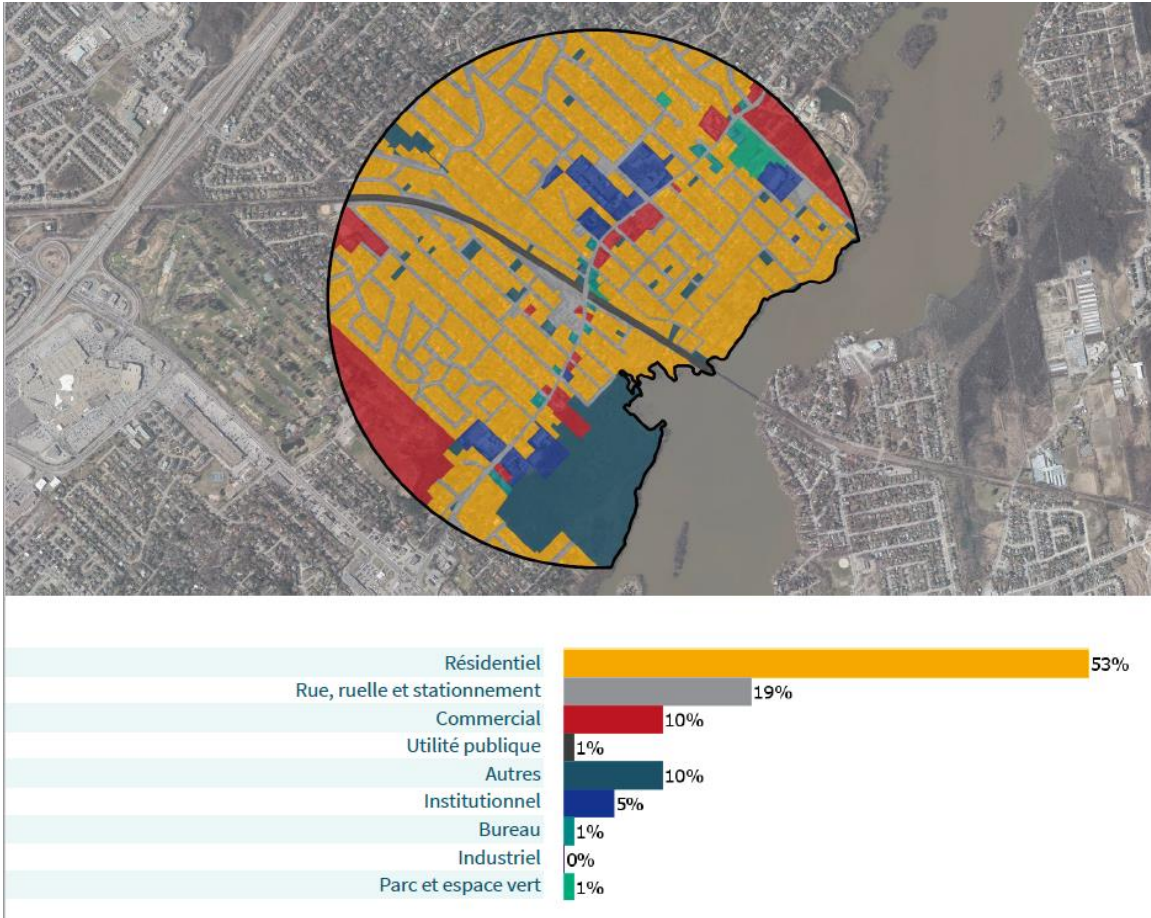 Résidentiel 53%
Rue, ruelle et stationnement 19%
Commercial 10%
Utilité publique 1%
Autres 10%
Institutionnel 5%
Bureau 1%
Industriel 0%
Parc et espace vert 1%